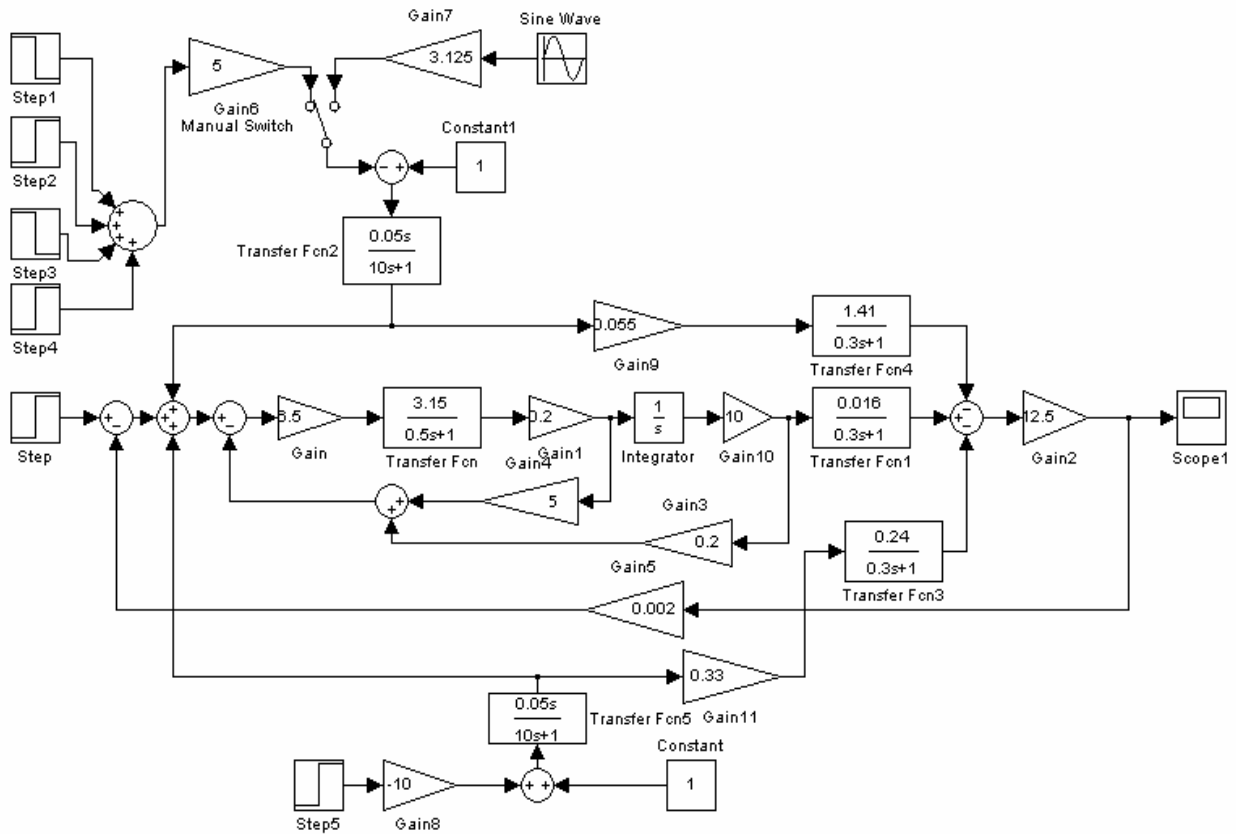 Gain7
Sine Wave
5
3.125
Step1
Gain6
Manual Switch
Constant1
1
Step2
- +
+
+
+
+
0.05s
10s+1
Transfer Fcn2
Step3
Step4
0.055
Gain9
1.41
0.3s+1
Transfer Fcn4
Step
+
-
+
+
+
-
Gain
3.15
0.5s+1
Transfer Fcn
0.2
Gain4
Gain1
1
s
Integrator
10
Gain10
0.016
0.3s+1
Transfer Fcn1
-
-
12.5
Gain2
Scope1
5
+
+
Gain3
0.2
Gain5
0.24
0.3s+1
Transfer Fcn3
0.002
0.33
Gain11
0.05s
10s+1
Transfer Fcn5
Constant
1
-10
+ +
Step5
Gain8